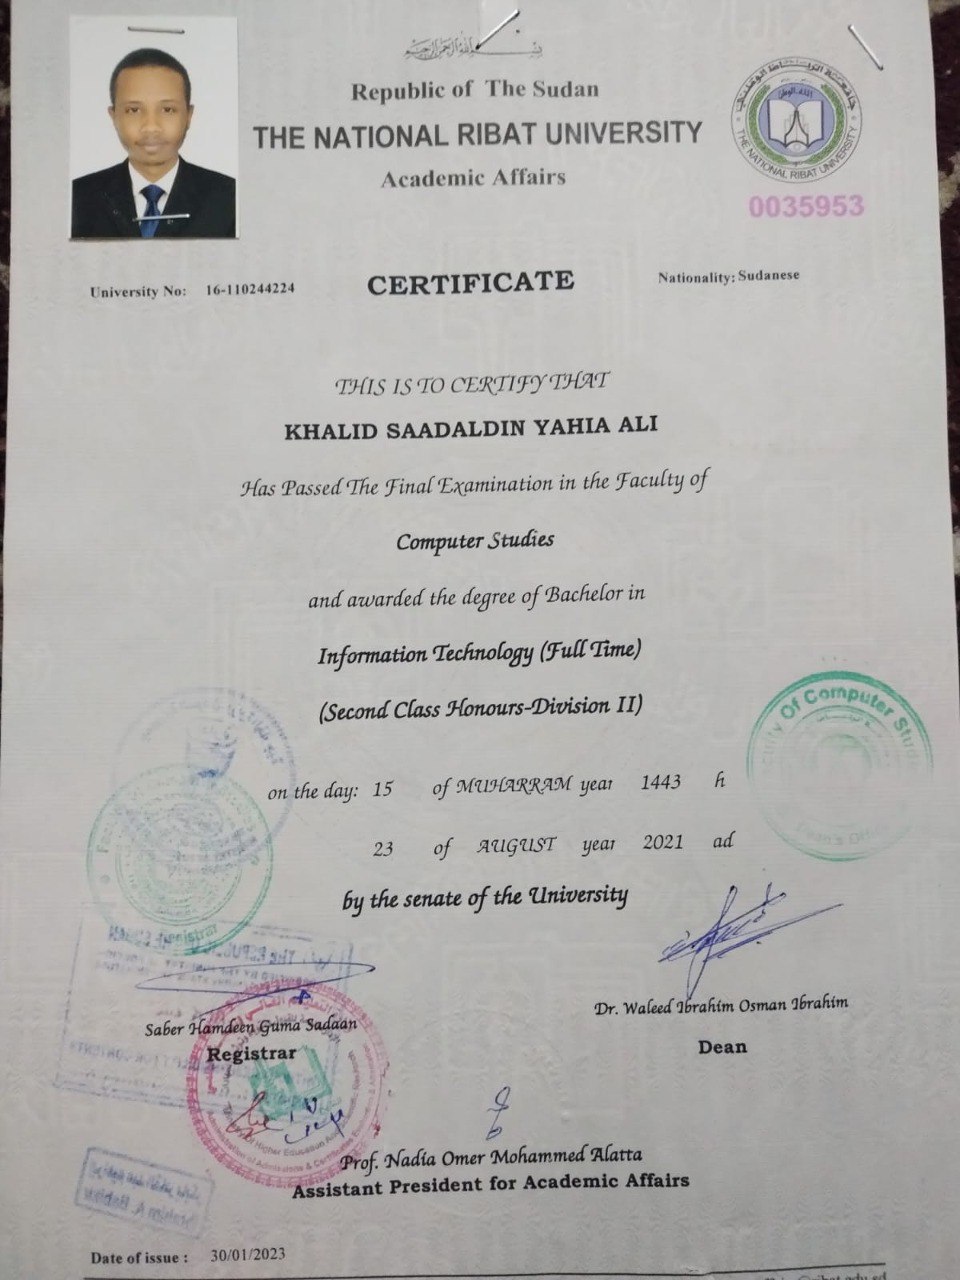 بسم الله الرحمن الرحيم
Republic of The Sudan
THE NATIONAL RIBAT UNIVERSITY
Academic Affairs
THE NATIONAL RIBAT UNIVERSITY
0035953
University No: 16-110244224
CERTIFICATE
Nationality: Sudanese
THIS IS TO CERTIFY THAT
KHALID SAADALDIN YAHIA ALI
Has Passed The Final Examination in the Faculty of
Computer Studies
and awarded the degree of Bachelor in
Information Technology (Full Time)
(Second Class Honours-Division II)
on the day: 15 of MUHARRAM year 1443 h
23 of AUGUST year 2021 ad
by the senate of the University
Of Computer
Registrar
Saber Hamdeen Guma Sadaan
Registrar
Dr. Waleed Ibrahim Osman Ibrahim
Dean
Prof. Nadia Omer Mohammed Alatta
Assistant President for Academic Affairs
Date of issue : 30/01/2023